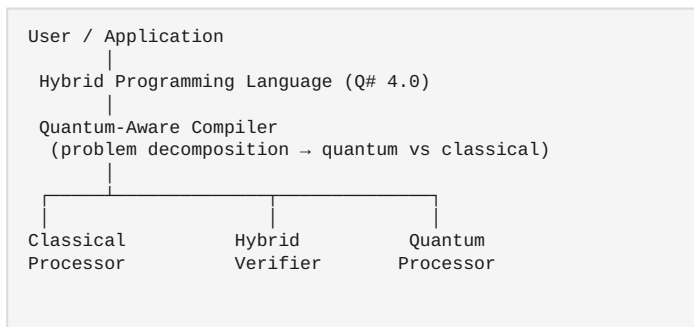 User / Application
Hybrid Programming Language (Q# 4.0)
Quantum-Aware Compiler
(problem decomposition → quantum vs classical)
Classical Hybrid Quantum
Processor Verifier Processor